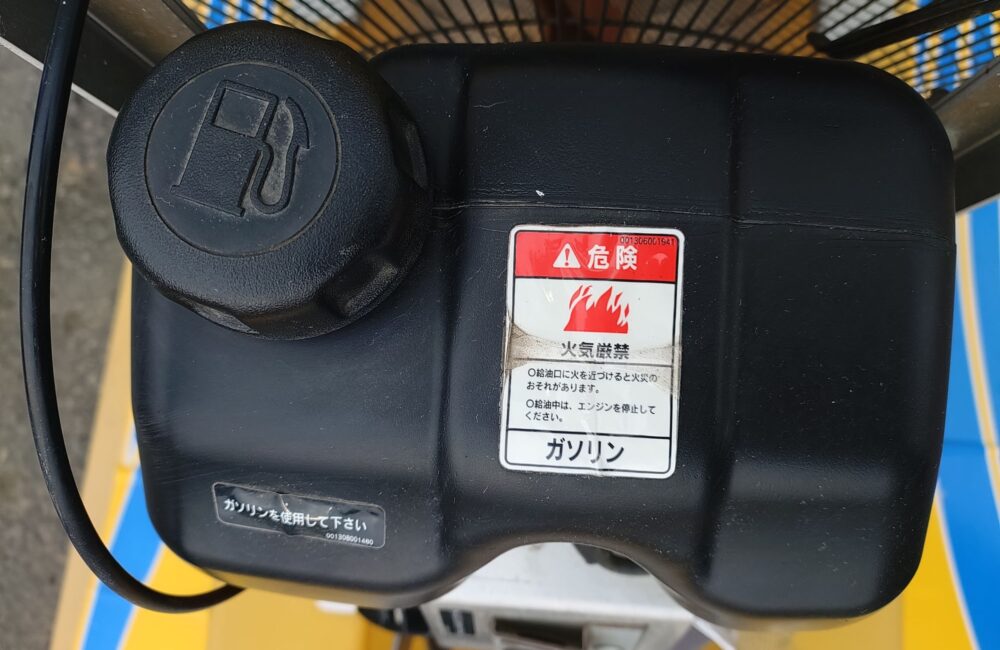 001306001941
危険
火気厳禁
○給油口に火を近づけると火災の
おそれがあります。
○給油中は、エンジンを停止して
ください。
ガソリン
ガソリンを使用して下さい
001308001460